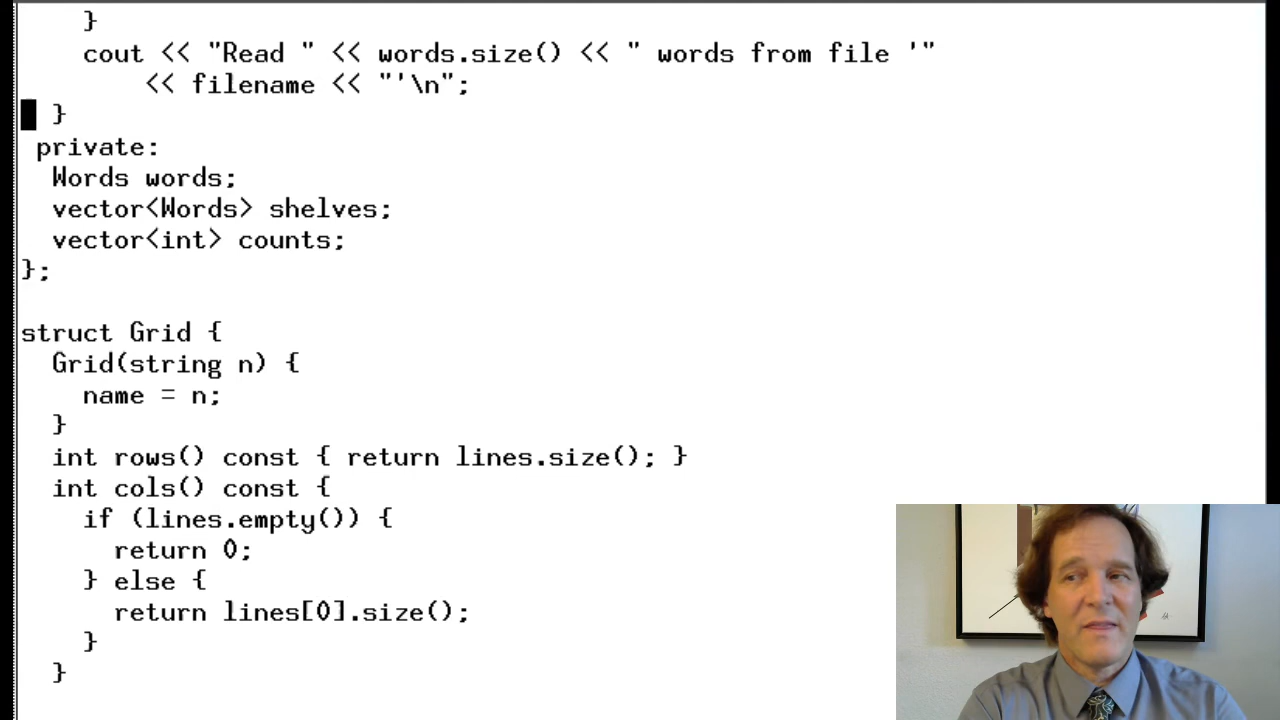 }
    cout << "Read " << words.size() << " words from file '"
        << filename << "'\n";
  }
 private:
  Words words;
  vector<Words> shelves;
  vector<int> counts;
};

struct Grid {
  Grid(string n) {
    name = n;
  }
  int rows() const { return lines.size(); }
  int cols() const {
    if (lines.empty()) {
      return 0;
    } else {
      return lines[0].size();
    }
  }